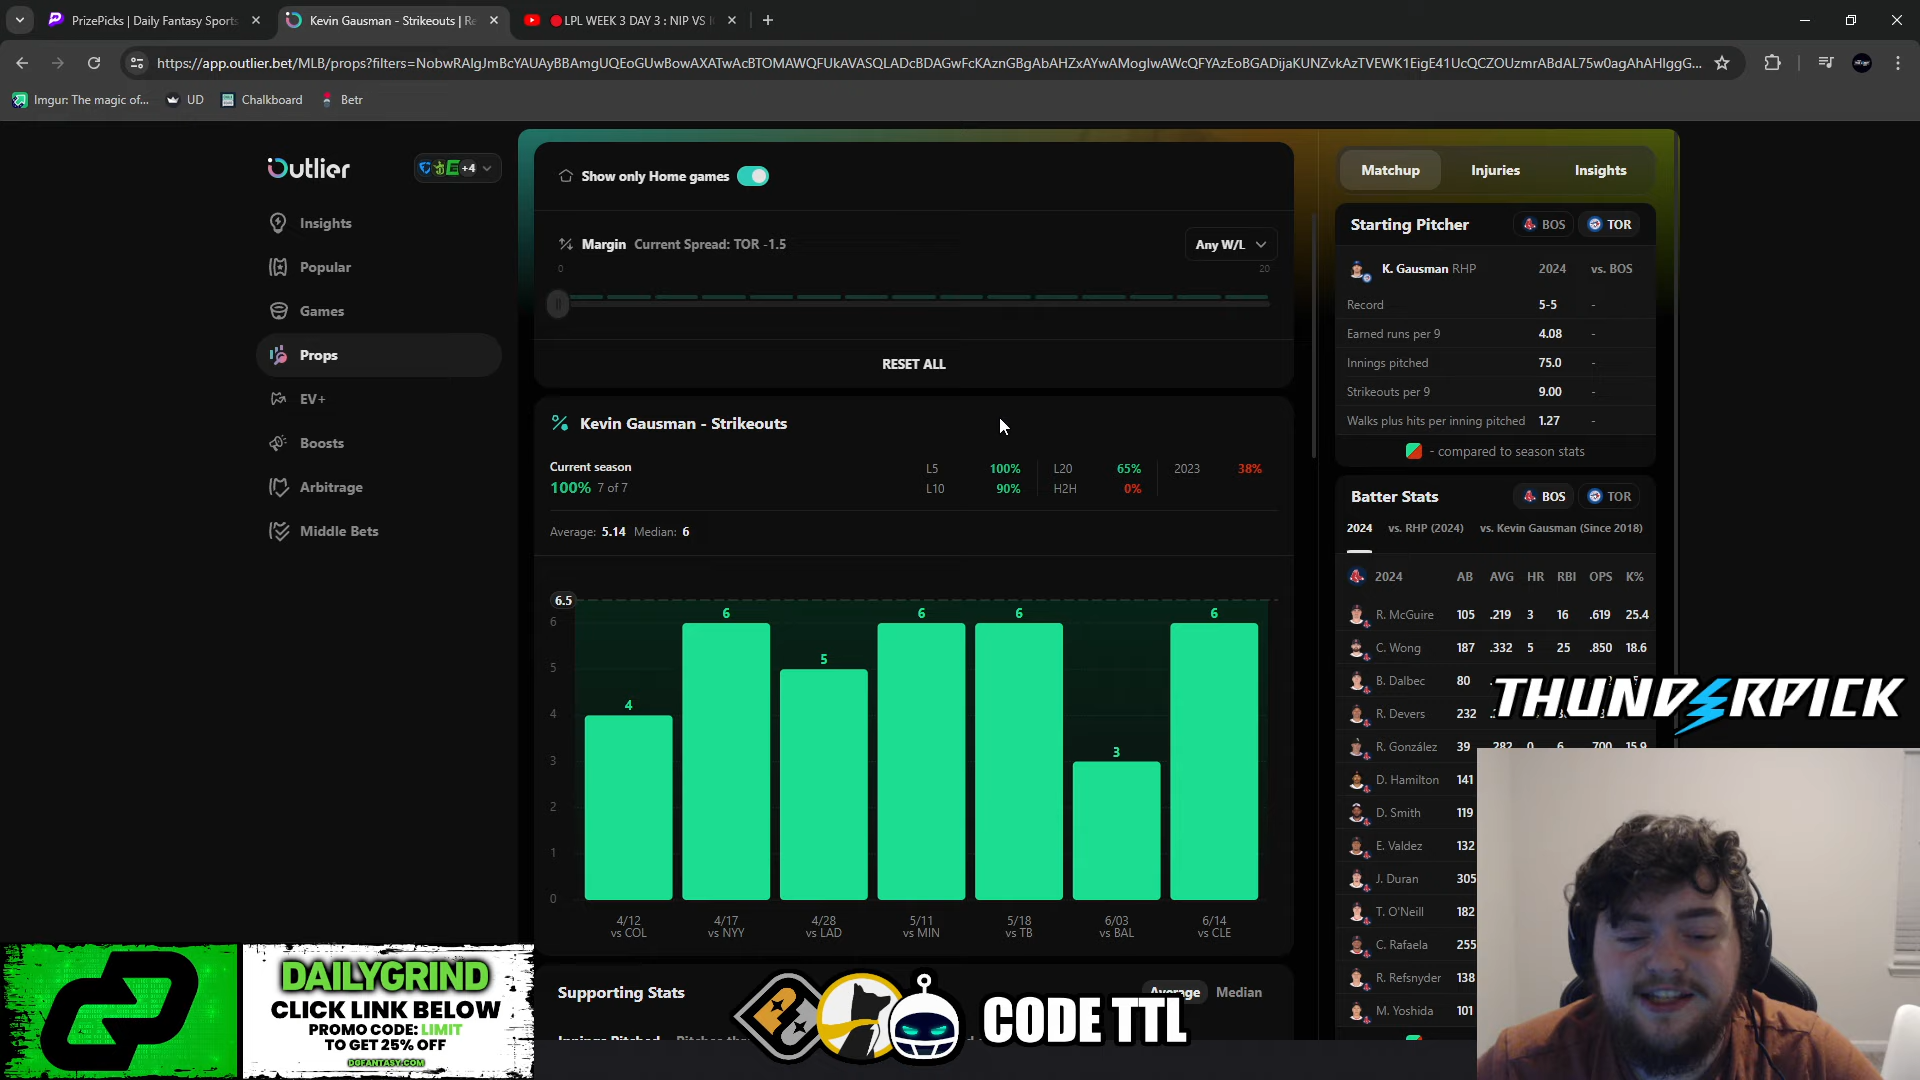 PrizePicks | Daily Fantasy Sports
Kevin Gausman - Strikeouts | Re
LPL WEEK 3 DAY 3 : NIP VS
https://app.outlier.bet/MLB/props?filters=
Imgur: The magic of...
UD
Chalkboard
Betr
Outlier
+4
Insights
Popular
Games
Props
EV+
Boosts
Arbitrage
Middle Bets
Show only Home games
Margin Current Spread: TOR -1.5
Any W/L
0
20
RESET ALL
Kevin Gausman - Strikeouts
Current season
100% 7 of 7
L5 100% L20 65% 2023 38%
L10 90% H2H 0%
Average: 5.14 Median: 6
6.5
6
5
4
3
2
1
0
4
6
5
6
6
3
6
4/12 vs COL
4/17 vs NYY
4/28 vs LAD
5/11 vs MIN
5/18 vs TB
6/03 vs BAL
6/14 vs CLE
Supporting Stats
Average
Median
Matchup
Injuries
Insights
Starting Pitcher BOS TOR
K. Gausman RHP 2024 vs. BOS
Record 5-5 -
Earned runs per 9 4.08 -
Innings pitched 75.0 -
Strikeouts per 9 9.00 -
Walks plus hits per inning pitched 1.27 -
- compared to season stats
Batter Stats BOS TOR
2024 vs. RHP (2024) vs. Kevin Gausman (Since 2018)
2024 AB AVG HR RBI OPS K%
R. McGuire 105 .219 3 16 .619 25.4
C. Wong 187 .332 5 25 .850 18.6
B. Dalbec 80
R. Devers 232
R. González 39 .282 0 6 .700 15.9
D. Hamilton 141
D. Smith 119
E. Valdez 132
J. Duran 305
T. O'Neill 182
C. Rafaela 255
R. Refsnyder 138
M. Yoshida 101
THUNDERPICK
DAILYGRIND
CLICK LINK BELOW
PROMO CODE: LIMIT
TO GET 25% OFF
DGFANTASY.COM
CODE TTL